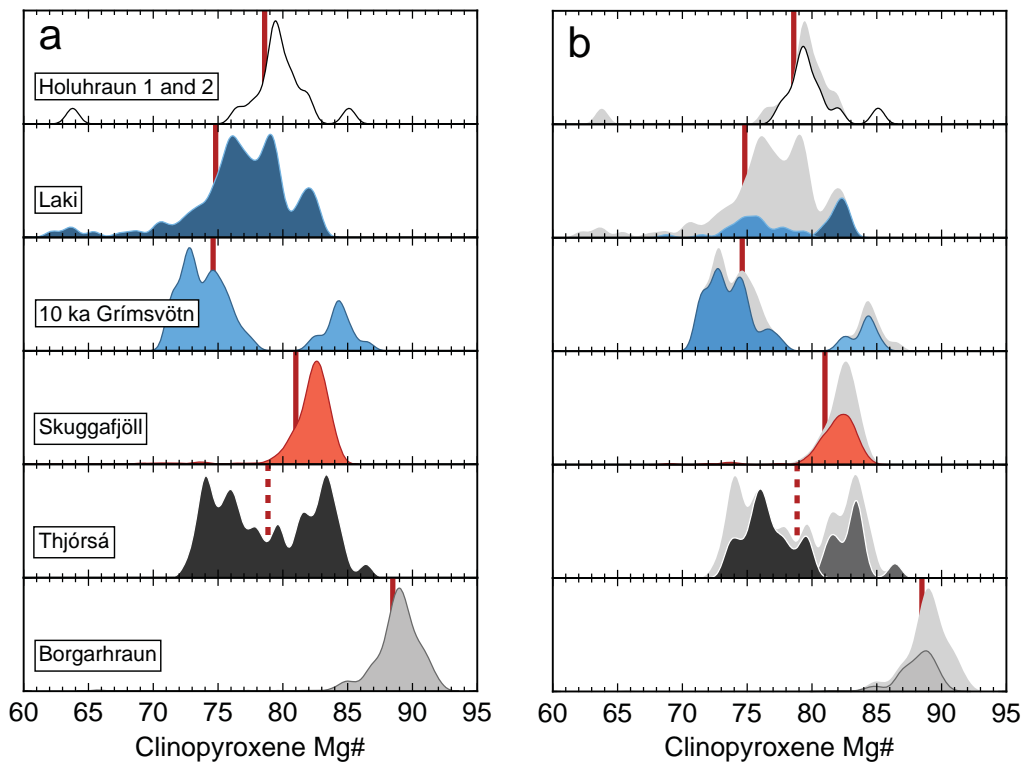 a
b
Holuhraun 1 and 2
Laki
10 ka Grímsvötn
Skuggafjöll
Thjórsá
Borgarhraun
60 65 70 75 80 85 90 95
60 65 70 75 80 85 90 95
Clinopyroxene Mg#
Clinopyroxene Mg#